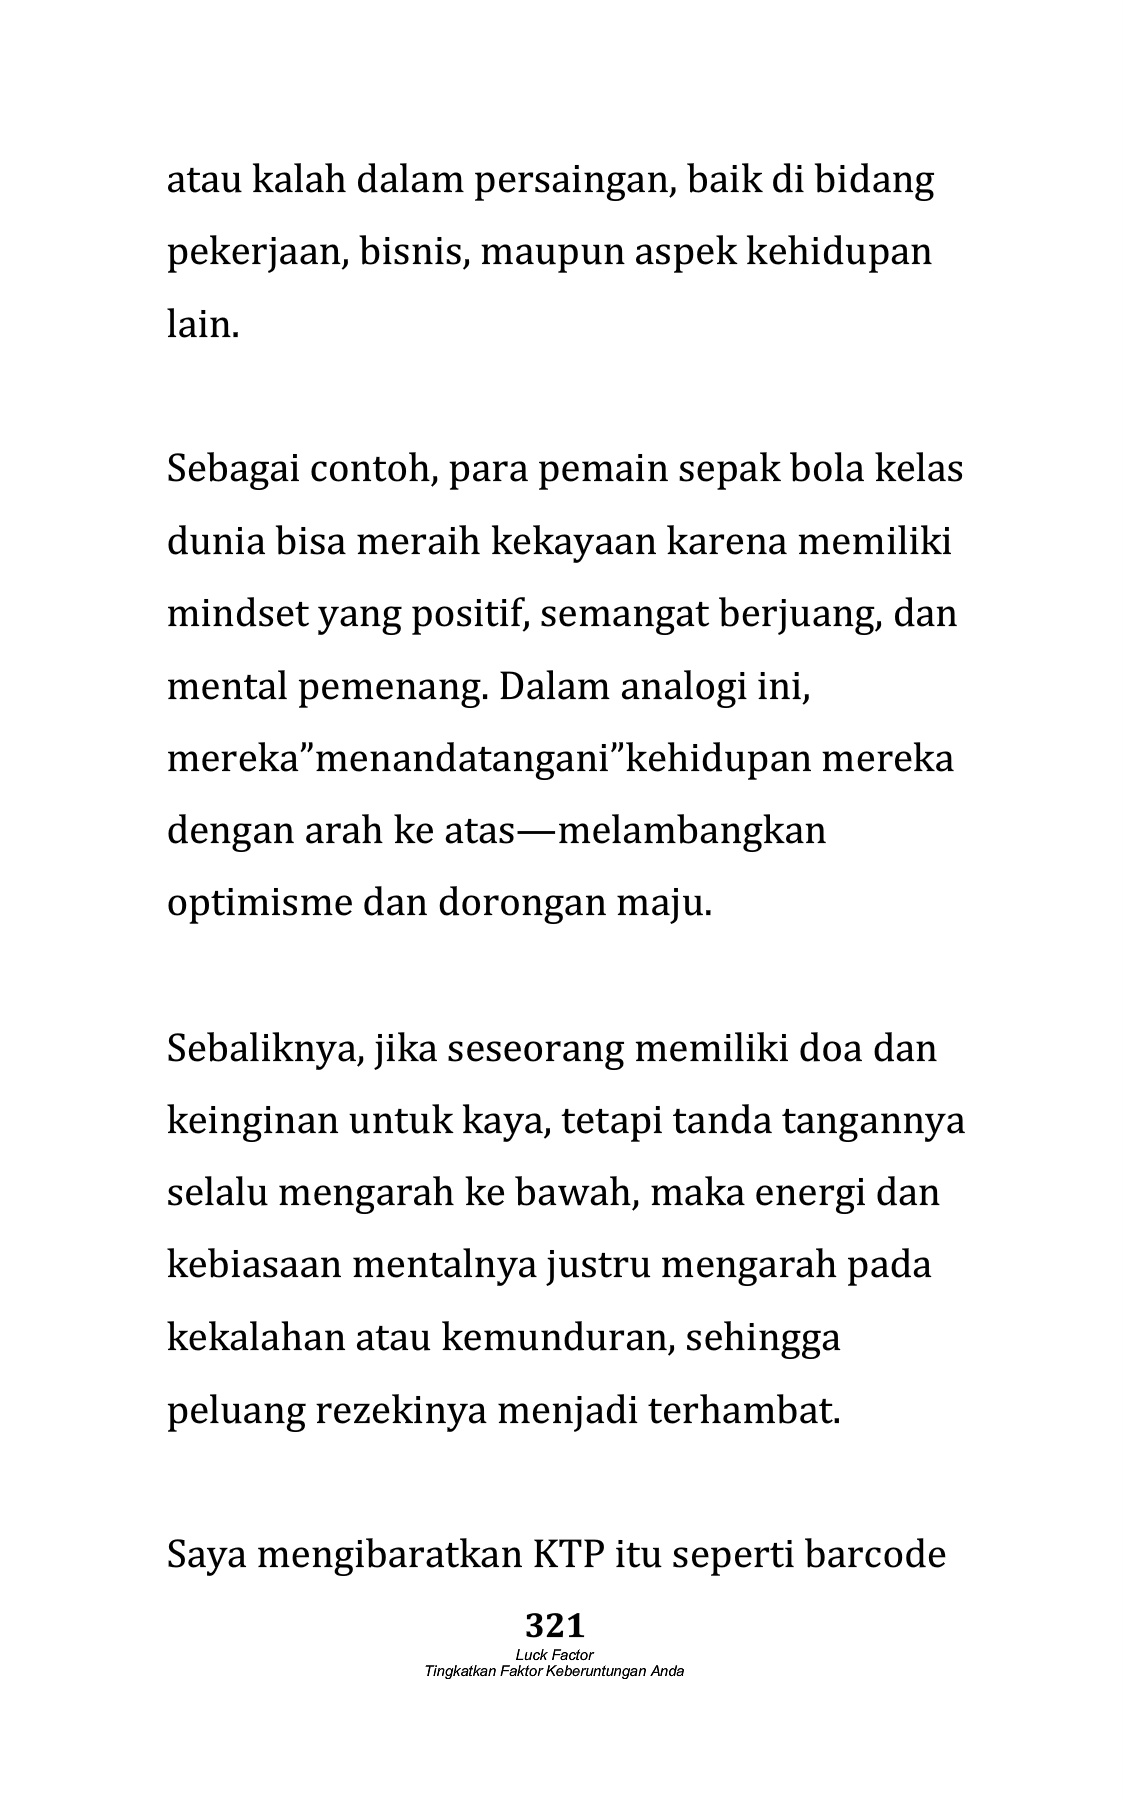 atau kalah dalam persaingan, baik di bidang
pekerjaan, bisnis, maupun aspek kehidupan
lain.
Sebagai contoh, para pemain sepak bola kelas
dunia bisa meraih kekayaan karena memiliki
mindset yang positif, semangat berjuang, dan
mental pemenang. Dalam analogi ini,
mereka”menandatangani”kehidupan mereka
dengan arah ke atas—melambangkan
optimisme dan dorongan maju.
Sebaliknya, jika seseorang memiliki doa dan
keinginan untuk kaya, tetapi tanda tangannya
selalu mengarah ke bawah, maka energi dan
kebiasaan mentalnya justru mengarah pada
kekalahan atau kemunduran, sehingga
peluang rezekinya menjadi terhambat.
Saya mengibaratkan KTP itu seperti barcode
321
Luck Factor
Tingkatkan Faktor Keberuntungan Anda